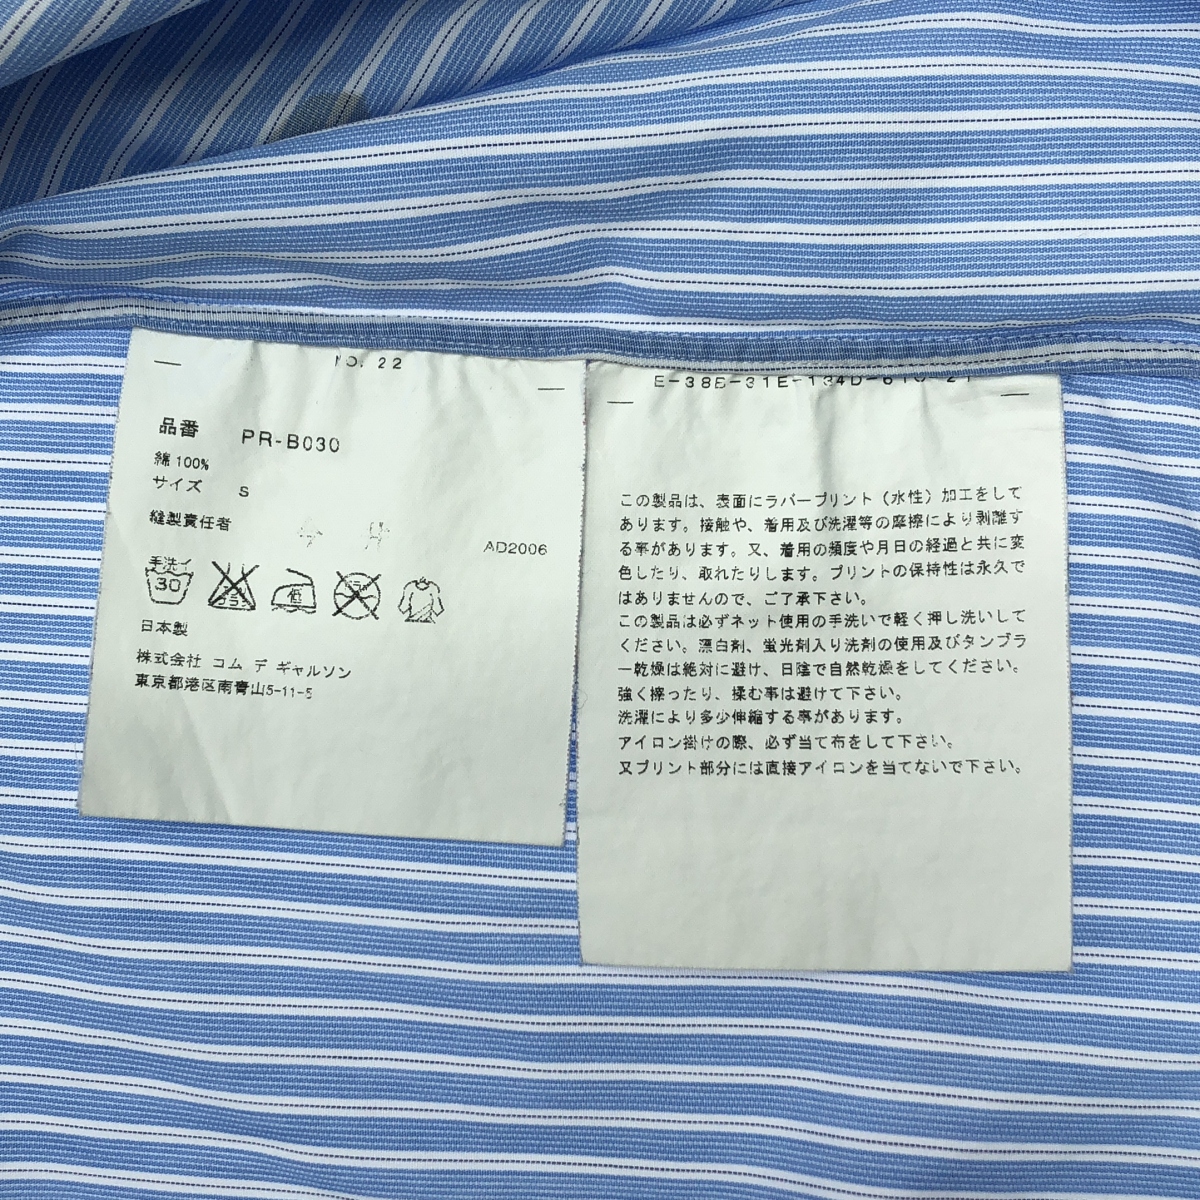 NO. 22
品番 PR-B030
綿 100%
サイズ S
縫製責任者
AD2006
手洗イ
30
エンソサラシ
低
ドライ
日本製
株式会社 コム デ ギャルソン
東京都港区南青山5-11-5
この製品は、表面にラバープリント（水性）加工をして
あります。接触や、着用及び洗濯等の摩擦により剥離す
る事があります。又、着用の頻度や月日の経過と共に変
色したり、取れたりします。プリントの保持性は永久で
はありませんので、ご了承下さい。
この製品は必ずネット使用の手洗いで軽く押し洗いして
ください。漂白剤、蛍光剤入り洗剤の使用及びタンブラ
ー乾燥は絶対に避け、日陰で自然乾燥をしてください。
強く擦ったり、揉む事は避けて下さい。
洗濯により多少伸縮する事があります。
アイロン掛けの際、必ず当て布をして下さい。
又プリント部分には直接アイロンを当てないで下さい。